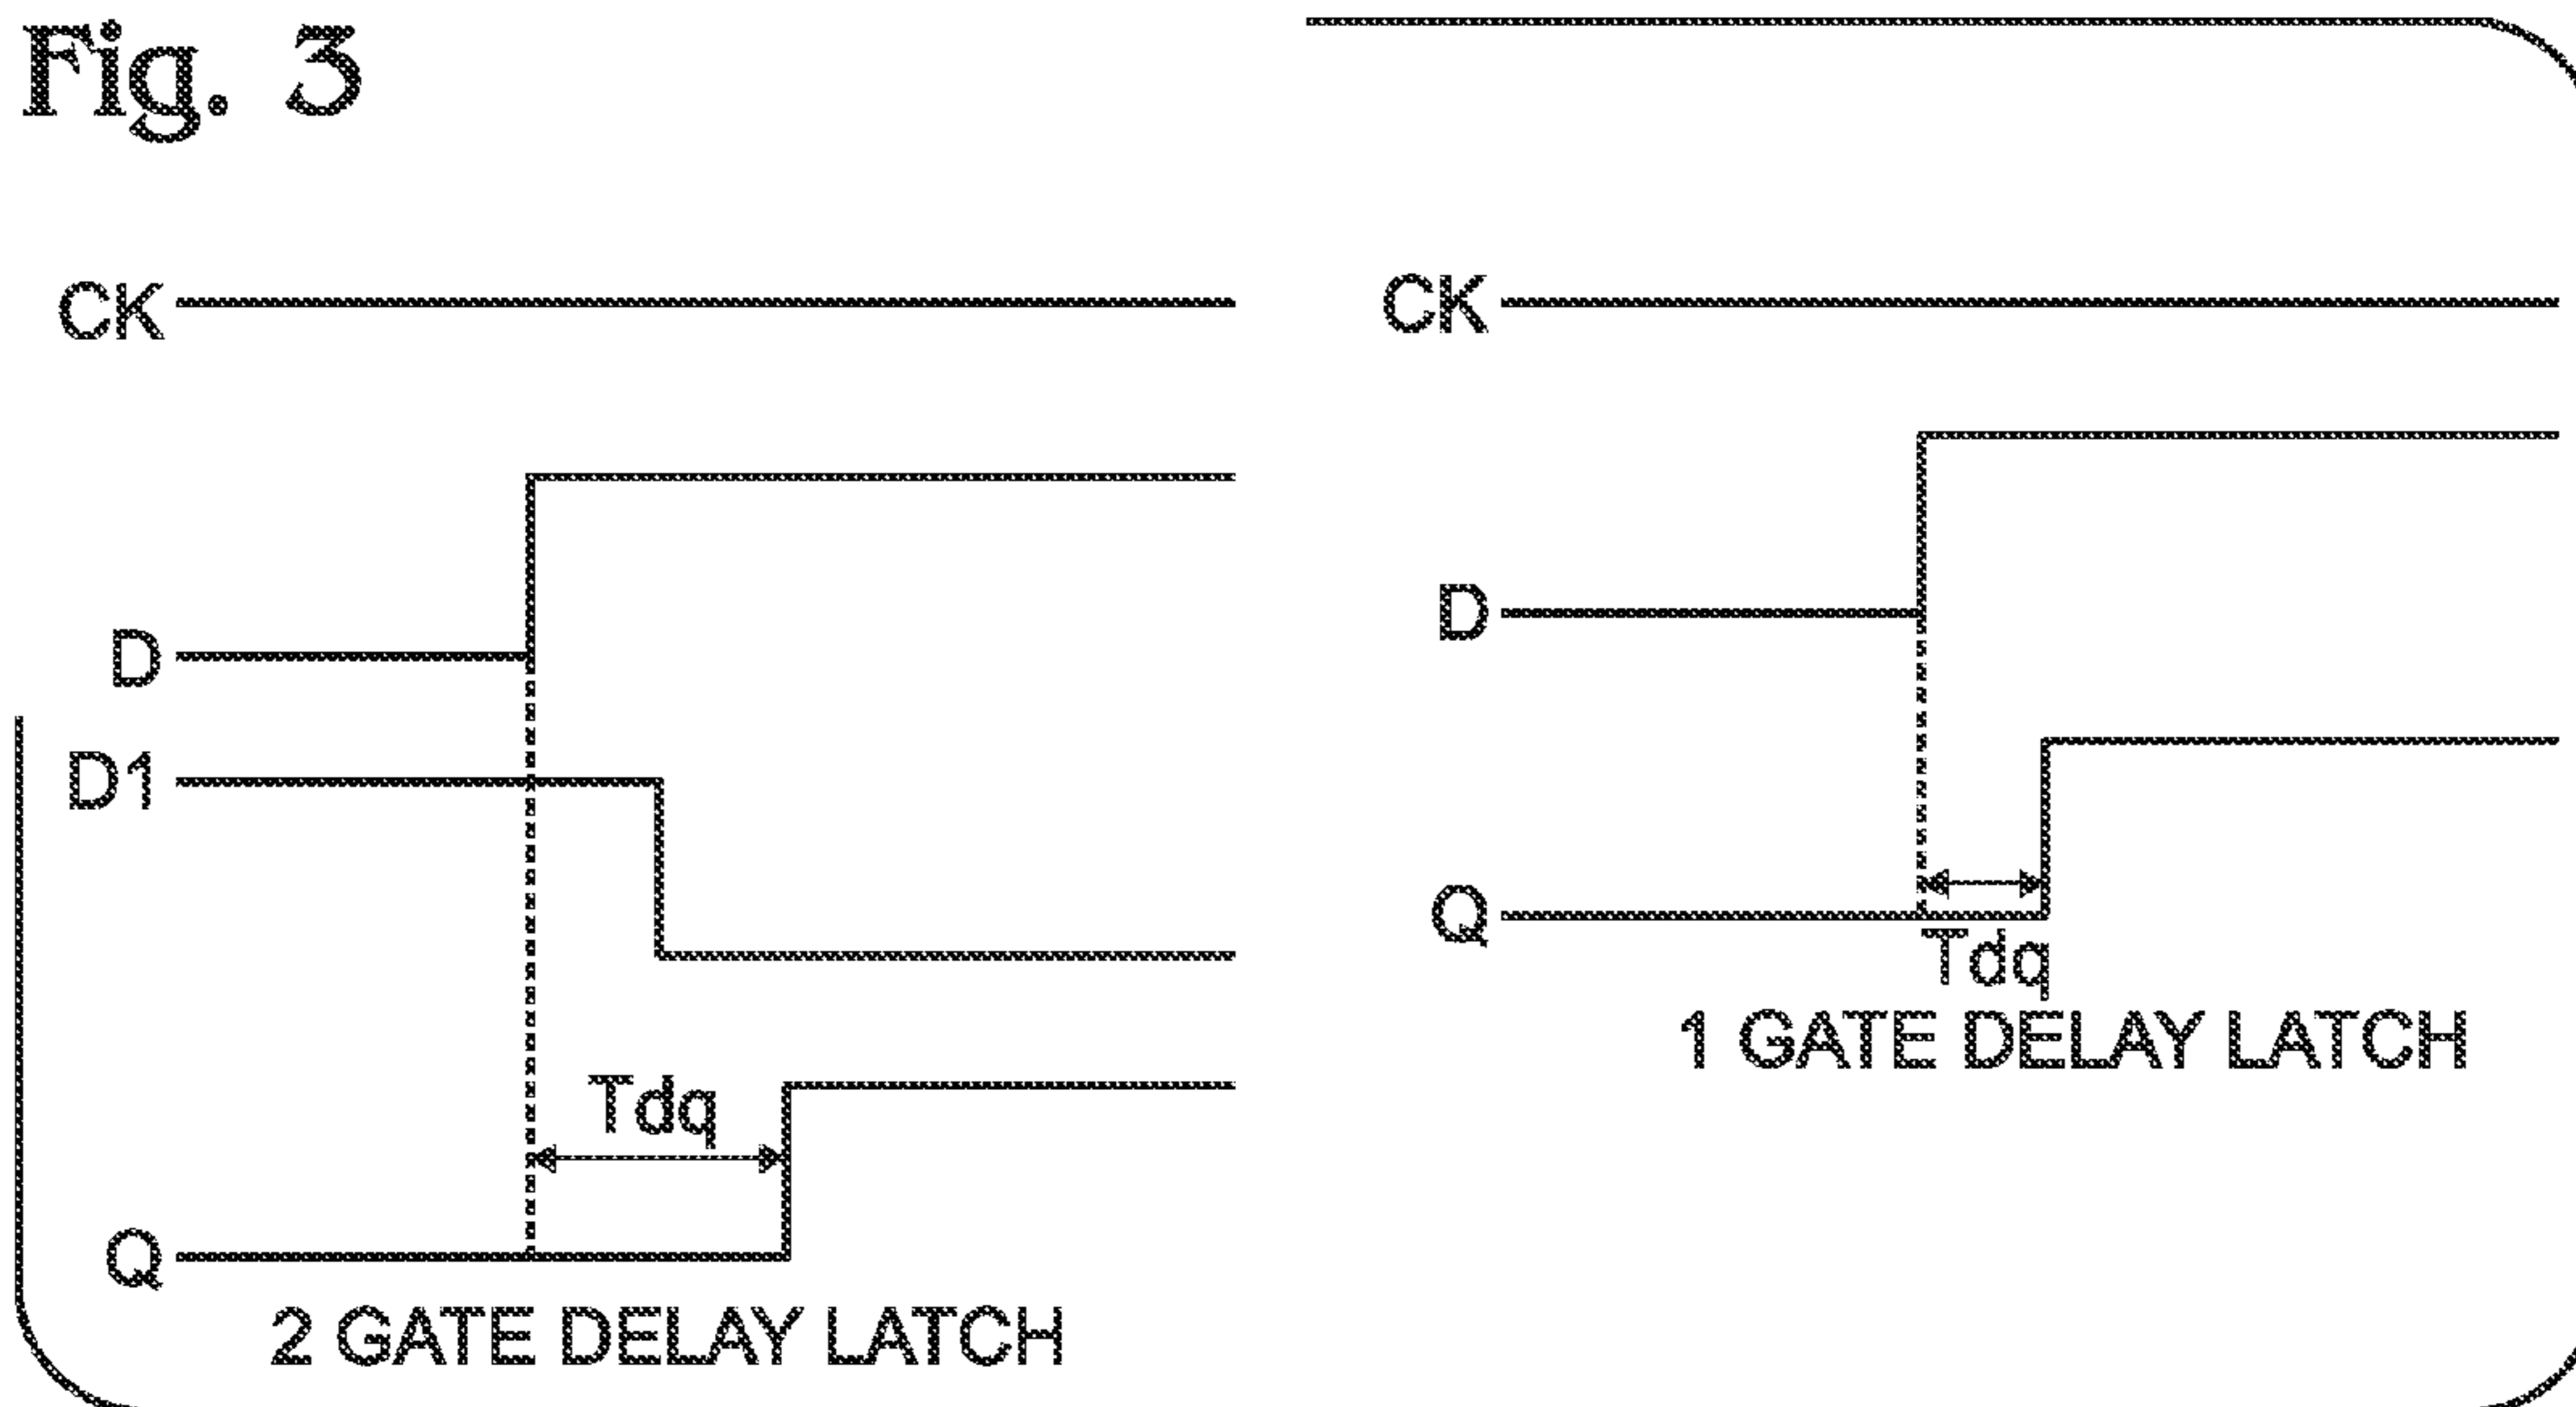 Fig. 3
CK
D
D1
Tdq
Q
2 GATE DELAY LATCH
CK
D
Q
Tdq
1 GATE DELAY LATCH